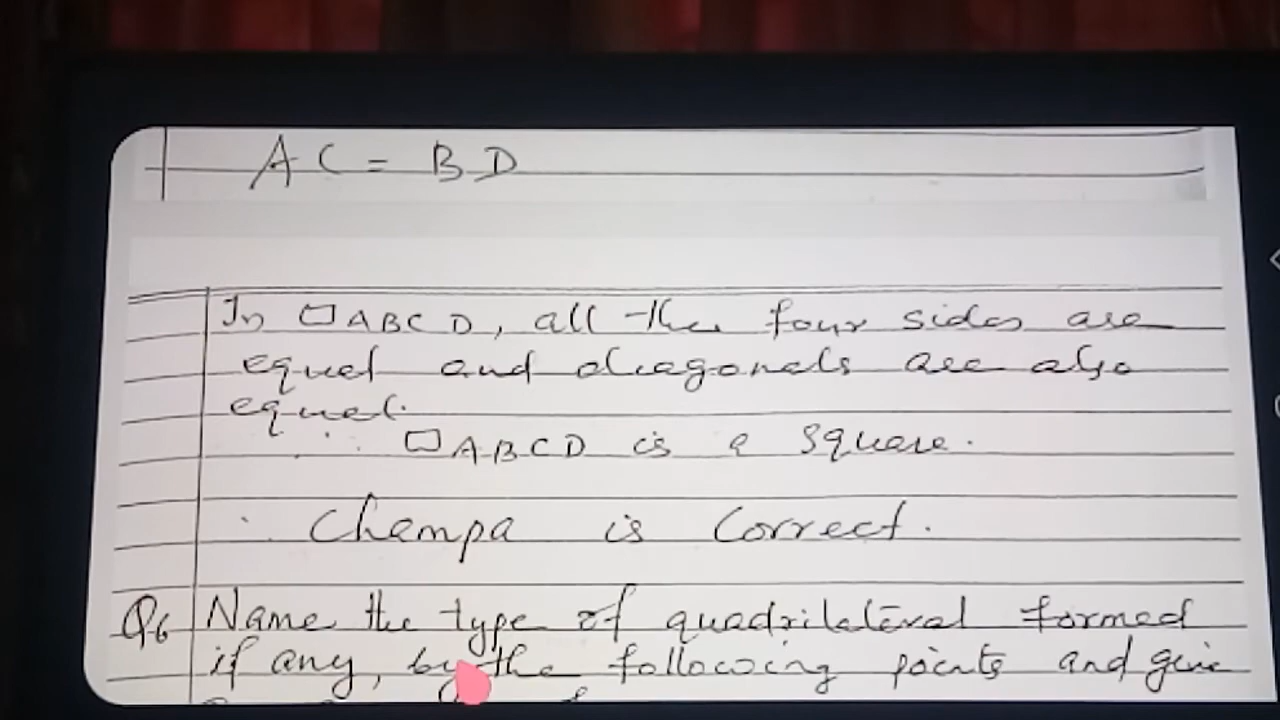 AC = BD
In □ABCD, all the four sides are
equal and diagonals are also
equal.
∴ □ABCD is a square.
∴ Champa is Correct.
Q6 Name the type of quadrilateral formed
if any, by the following points and give